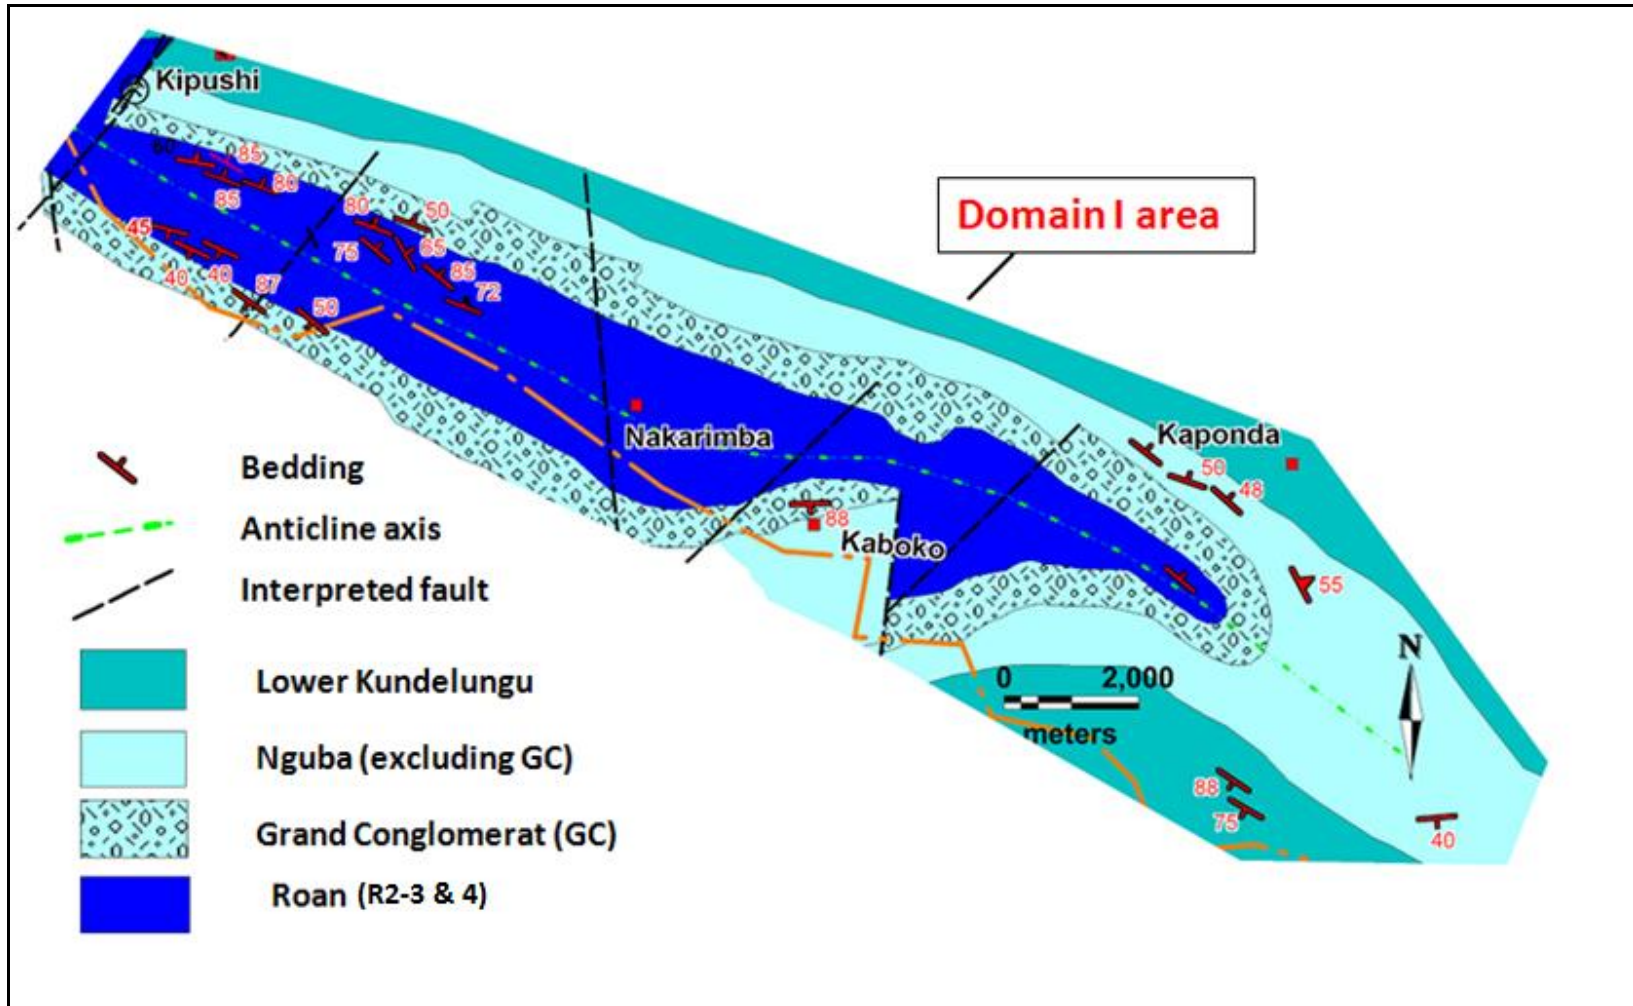 Kipushi
60
85
80
85
45
40
40
87
50
80
50
75
65
85
72
Domain I area
Nakarimba
88
Kaboko
Kaponda
50
48
55
N
0 2,000
meters
88
75
40
Bedding
Anticline axis
Interpreted fault
Lower Kundelungu
Nguba (excluding GC)
Grand Conglomerat (GC)
Roan (R2-3 & 4)